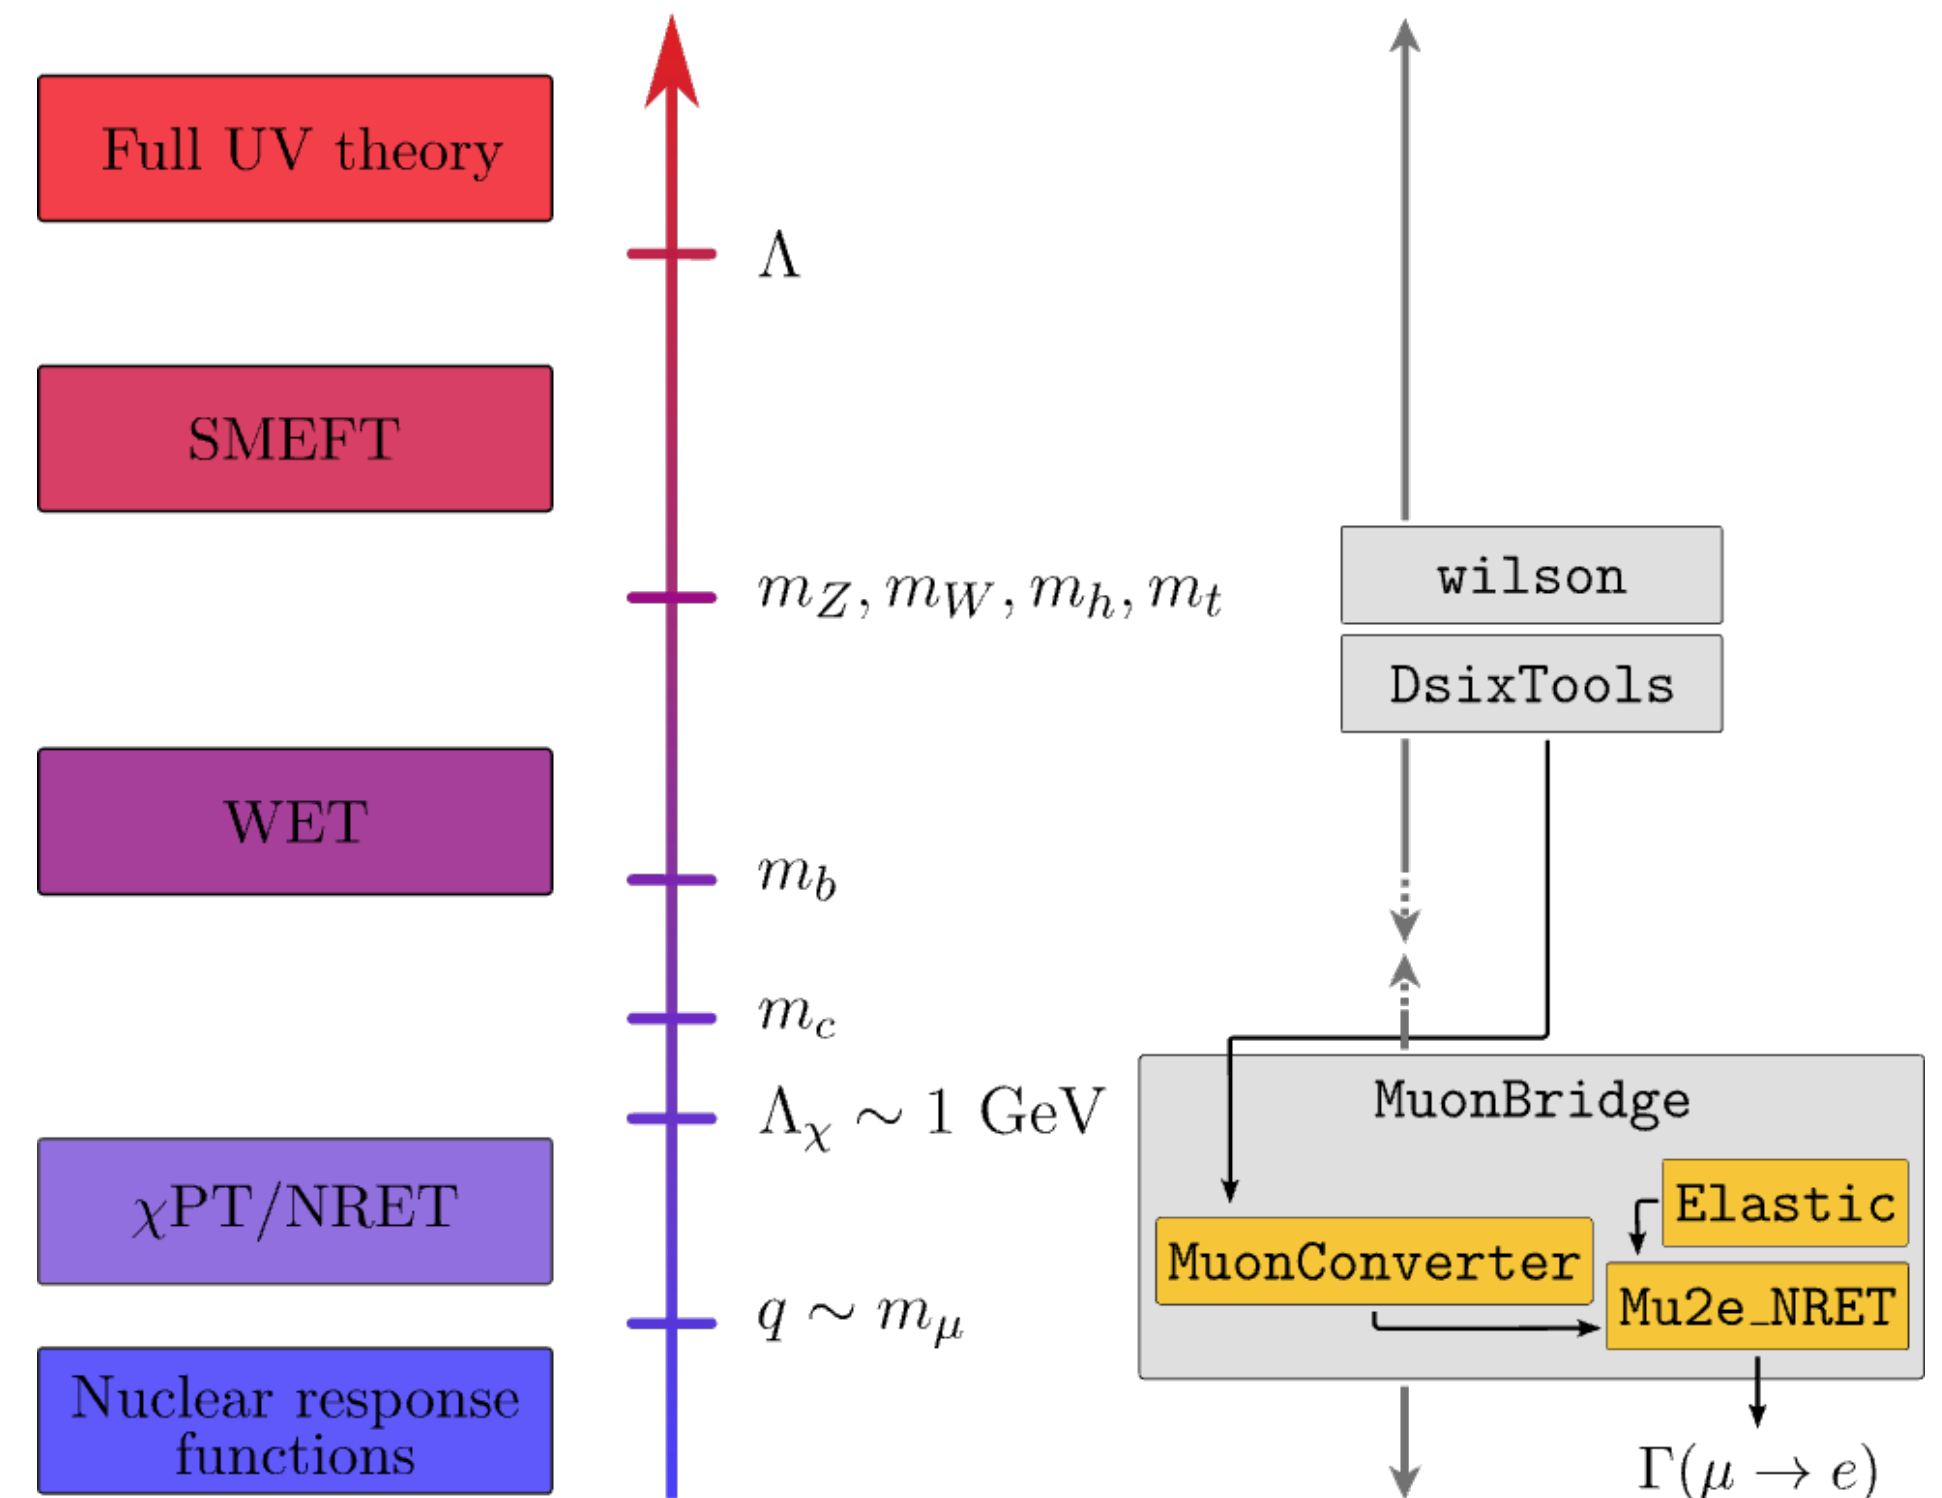 Full UV theory
Λ
SMEFT
m_Z, m_W, m_h, m_t
wilson
DsixTools
WET
m_b
m_c
Λ_χ ∼ 1 GeV
MuonBridge
χPT/NRET
Elastic
MuonConverter
Mu2e_NRET
q ∼ m_μ
Nuclear response
functions
Γ(μ → e)